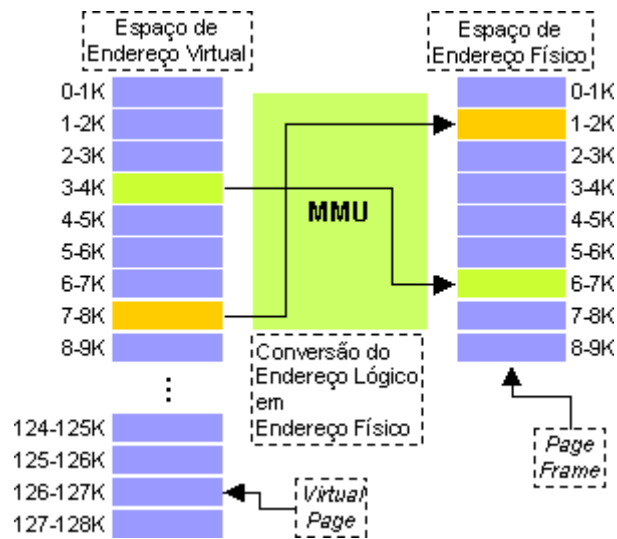 Espaço de
Endereço Virtual
Espaço de
Endereço Físico
0-1K
1-2K
2-3K
3-4K
4-5K
5-6K
6-7K
7-8K
8-9K
124-125K
125-126K
126-127K
127-128K
MMU
Conversão do
Endereço Lógico
em
Endereço Físico
Virtual
Page
0-1K
1-2K
2-3K
3-4K
4-5K
5-6K
6-7K
7-8K
8-9K
Page
Frame